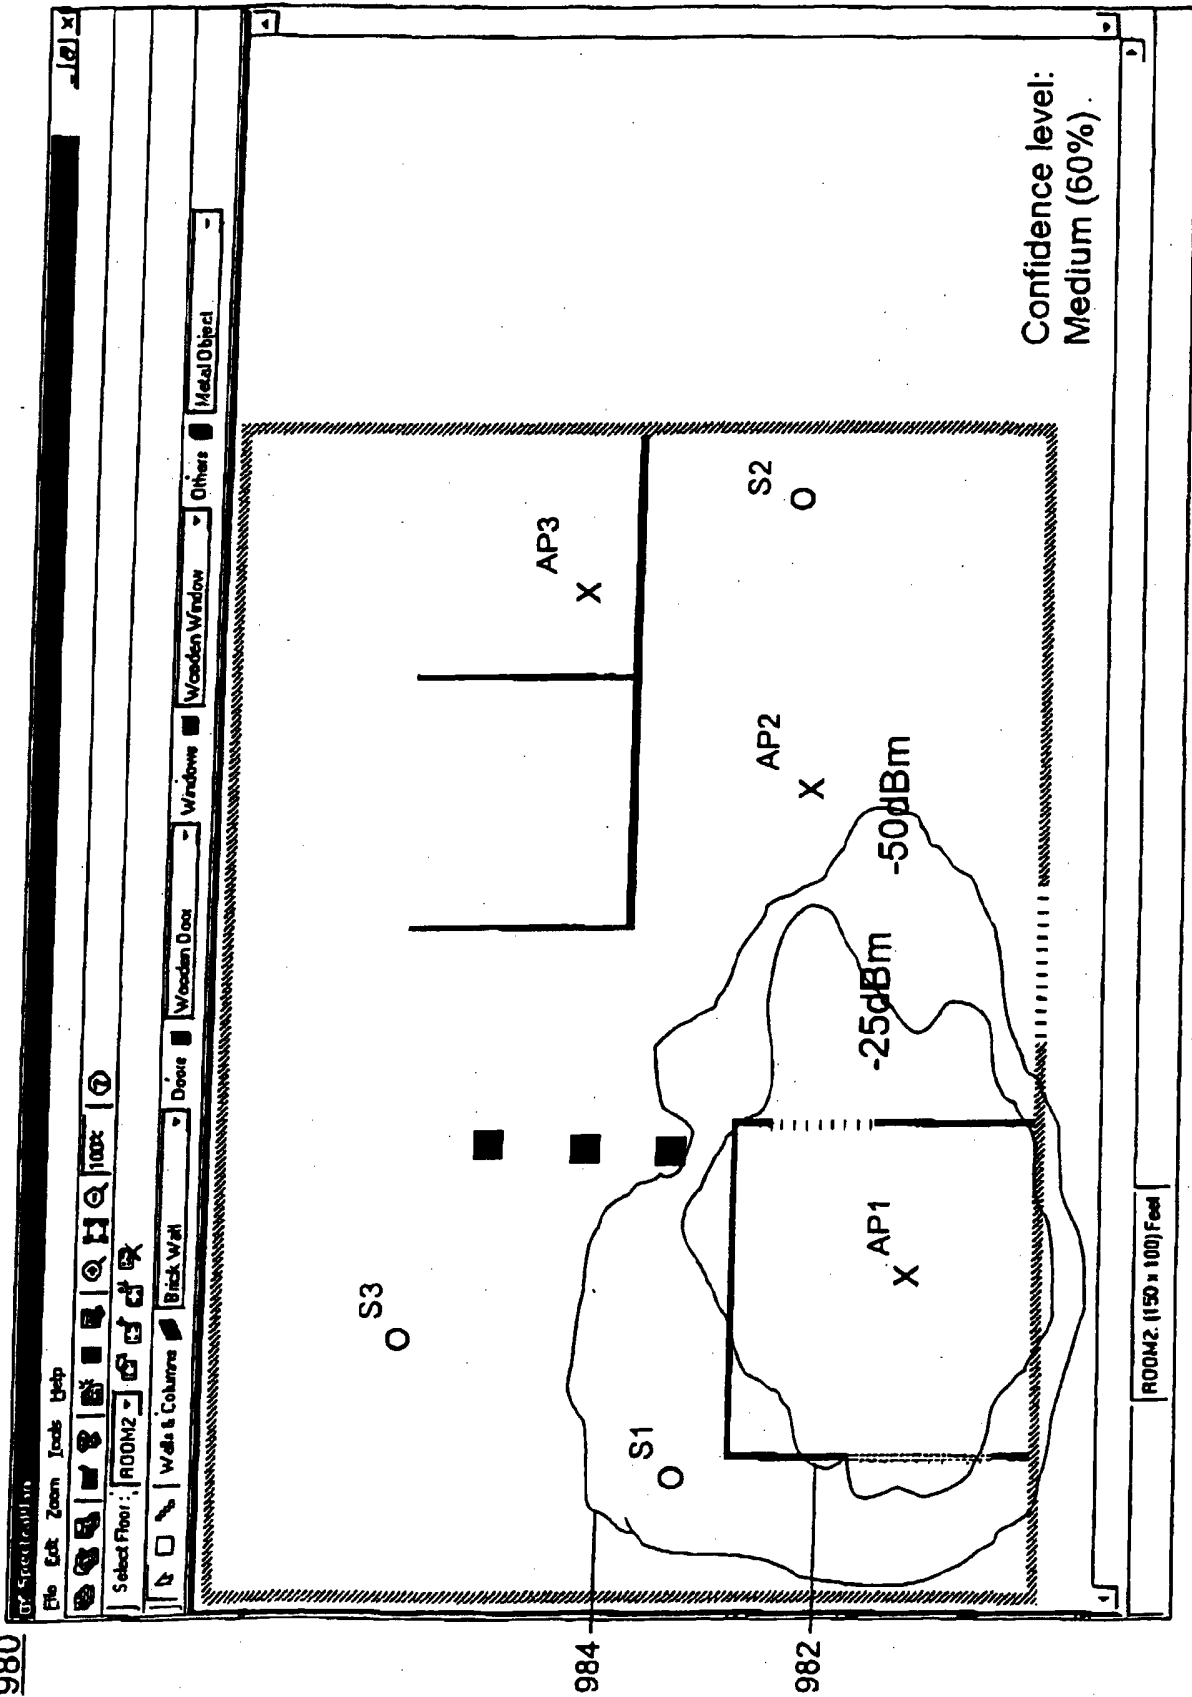 980
SpectraPlan
File Edit Zoom Tools Help
100%
Select Floor: ROOM2
Walls & Columns Brick Wall Doors Wooden Door Windows Wooden Window Others Metal Object
S3
S1
AP3
S2
AP2
AP1
-25dBm
-50dBm
984
982
Confidence level:
Medium (60%)
ROOM2. (150 x 100) Feet